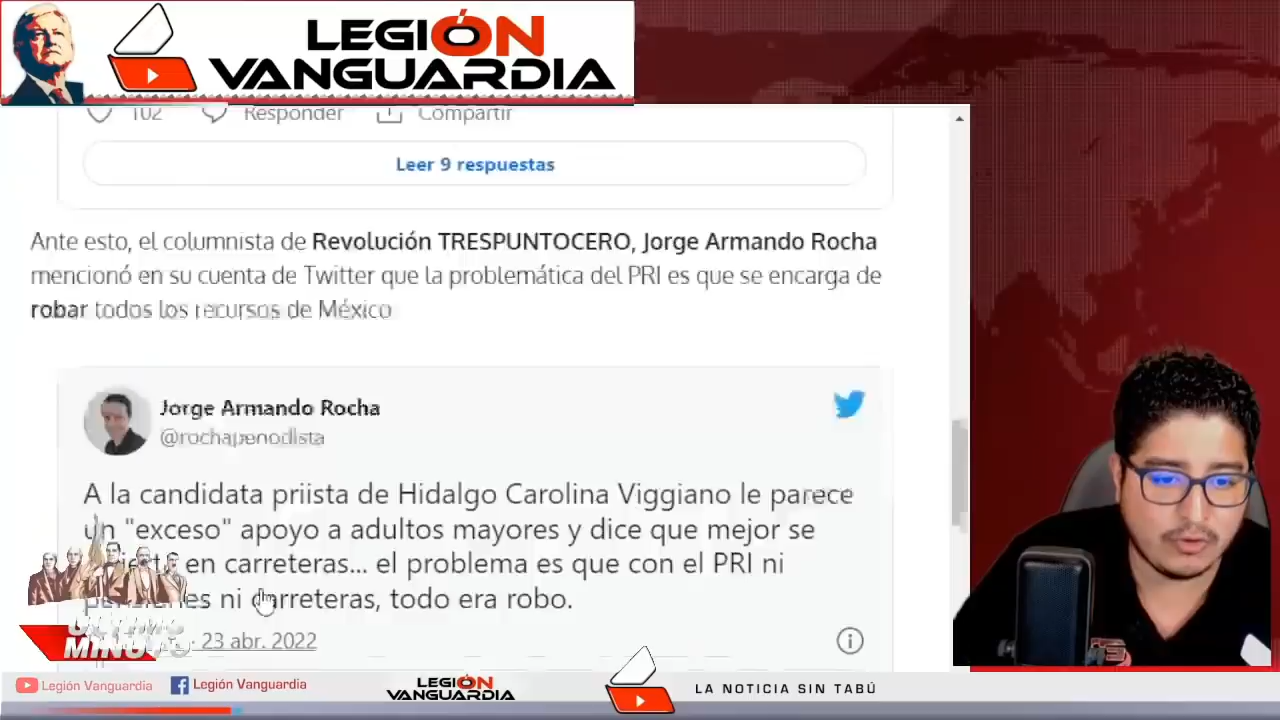 LEGIÓN
VANGUARDIA
102 Responder Compartir
Leer 9 respuestas
Ante esto, el columnista de Revolución TRESPUNTOCERO, Jorge Armando Rocha
mencionó en su cuenta de Twitter que la problemática del PRI es que se encarga de
robar todos los recursos de México
Jorge Armando Rocha
@rochaperiodista
A la candidata priista de Hidalgo Carolina Viggiano le parece
un "exceso" apoyo a adultos mayores y dice que mejor se
en carreteras... el problema es que con el PRI ni
ni carreteras, todo era robo.
· 23 abr. 2022
ÚLTIMO
MINUTO
Legión Vanguardia
Legión Vanguardia
LEGIÓN
VANGUARDIA
LA NOTICIA SIN TABÚ